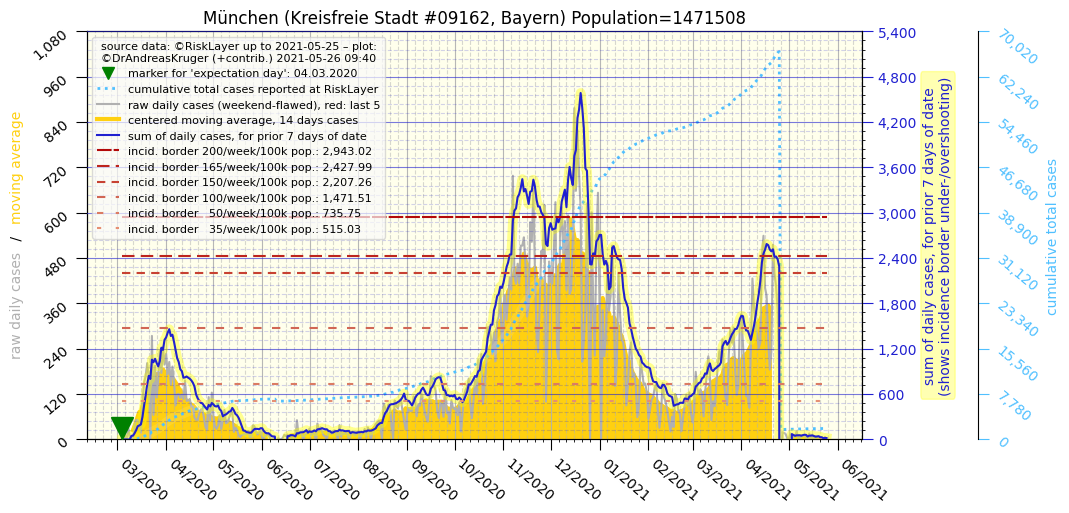 München (Kreisfreie Stadt #09162, Bayern) Population=1471508
source data: ©RiskLayer up to 2021-05-25 – plot:
©DrAndreasKruger (+contrib.) 2021-05-26 09:40
marker for 'expectation day': 04.03.2020
cumulative total cases reported at RiskLayer
raw daily cases (weekend-flawed), red: last 5
centered moving average, 14 days cases
sum of daily cases, for prior 7 days of date
incid. border 200/week/100k pop.: 2,943.02
incid. border 165/week/100k pop.: 2,427.99
incid. border 150/week/100k pop.: 2,207.26
incid. border 100/week/100k pop.: 1,471.51
incid. border   50/week/100k pop.: 735.75
incid. border   35/week/100k pop.: 515.03
raw daily cases / moving average
1,080
960
840
720
600
480
360
240
120
0
03/2020
04/2020
05/2020
06/2020
07/2020
08/2020
09/2020
10/2020
11/2020
12/2020
01/2021
02/2021
03/2021
04/2021
05/2021
06/2021
5,400
4,800
4,200
3,600
3,000
2,400
1,800
1,200
600
0
sum of daily cases, for prior 7 days of date
(shows incidence border under-/overshooting)
70,020
62,240
54,460
46,680
38,900
31,120
23,340
15,560
7,780
0
cumulative total cases